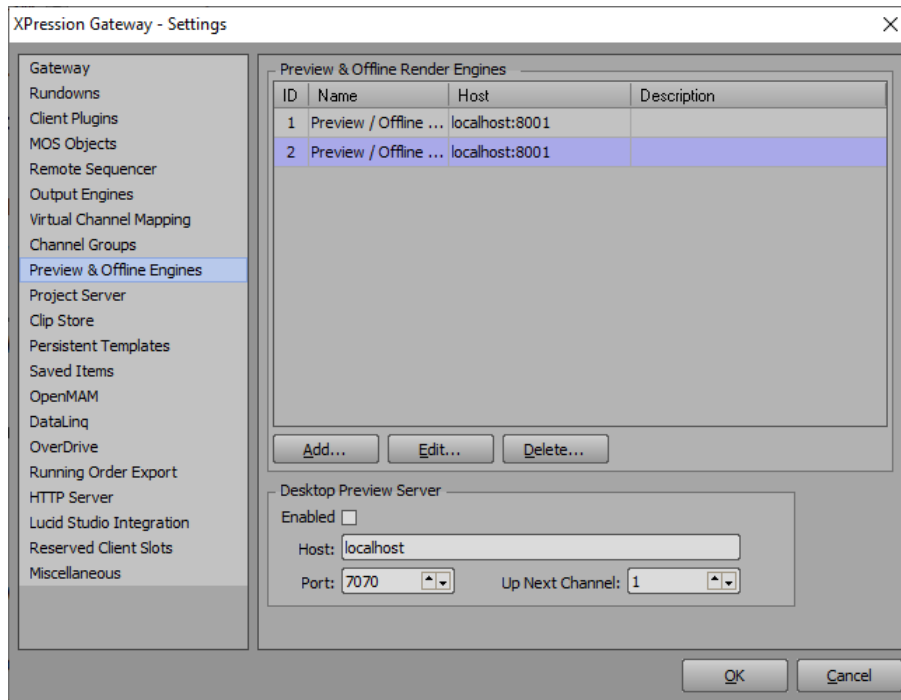 XPression Gateway - Settings
Gateway
Rundowns
Client Plugins
MOS Objects
Remote Sequencer
Output Engines
Virtual Channel Mapping
Channel Groups
Preview & Offline Engines
Project Server
Clip Store
Persistent Templates
Saved Items
OpenMAM
DataLinq
OverDrive
Running Order Export
HTTP Server
Lucid Studio Integration
Reserved Client Slots
Miscellaneous
Preview & Offline Render Engines
ID Name Host Description
1 Preview / Offline ... localhost:8001
2 Preview / Offline ... localhost:8001
Add... Edit... Delete...
Desktop Preview Server
Enabled
Host: localhost
Port: 7070 Up Next Channel: 1
OK Cancel